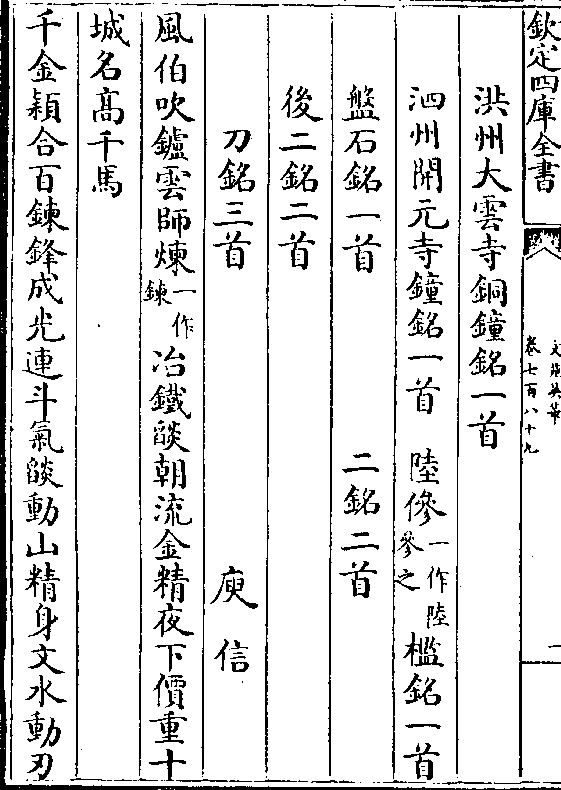 欽定四庫全書
文苑英華
卷七百八十九
一
洪州大雲寺銅鐘銘一首
泗州開元寺鐘銘一首 陸傪一作陸參之 檻銘一首
盤石銘一首 二銘二首
後二銘二首
刀銘三首 庾信
風伯吹鑪雲師煉一作鍊冶鐵䤤朝流金精夜下價重十
城名髙千馬
千金穎合百鍊鋒成光連斗氣䤤動山精身文水動刃